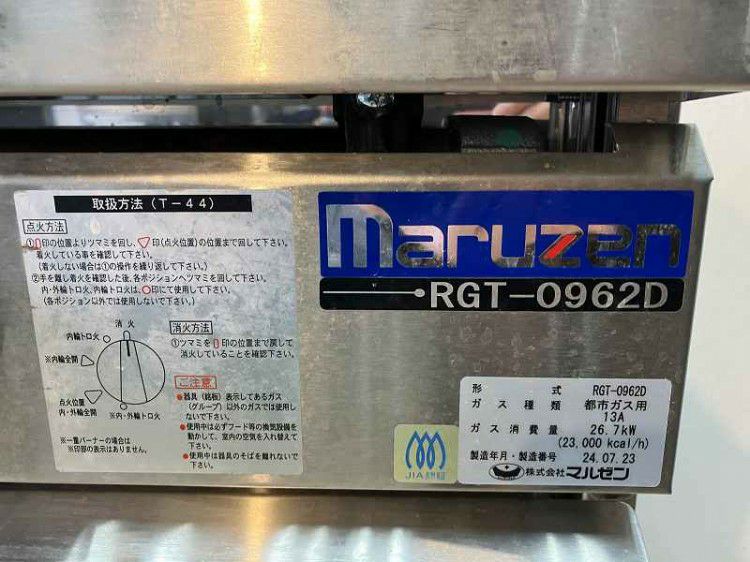 取扱方法(T-44)
点火方法
①▯印の位置よりツマミを回し、▽印(点火位置)の位置まで回して下さい。
着火している事を確認して下さい。
(着火しない場合は①の操作を繰り返して下さい。)
②手を離し着火を確認した後、各ポジションへツマミを回して下さい。
内・外輪トロ火、内輪トロ火は、○印にて使用して下さい。
(各ポジション以外では使用しないで下さい。)
消火
内輪トロ火
※内輪全開
点火位置
内・外輪全開
※内・外輪トロ火
※一重バーナーの場合は
※印部の表示はありません。
消火方法
①ツマミを▯印の位置まで戻して
消火していることを確認下さい。
ご注意
●器具(銘板)表示してあるガス
(グループ)以外のガスでは使用し
ないで下さい。
●使用中は必ずフード等の換気設備を
動かして、室内の空気を入れ替えて
下さい。
●使用中は器具のそばを離れないで
下さい。
maruzen
RGT-0962D
JIA
形式 RGT-0962D
ガス種類 都市ガス用
13A
ガス消費量 26.7kW
(23,000 kcal/h)
製造年月・製造番号 24.07.23
株式会社マルゼン